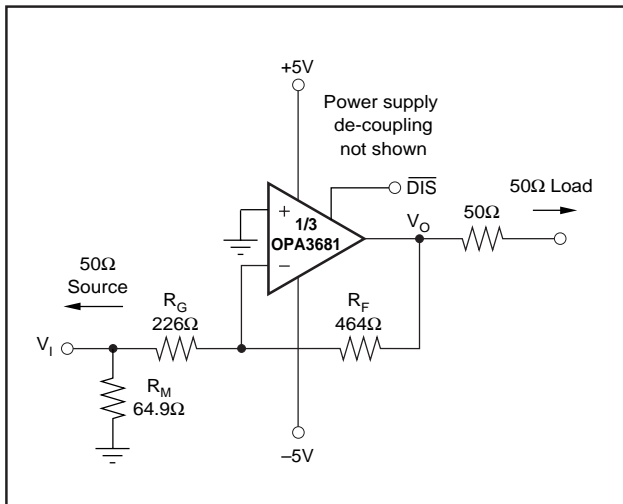 +5V
Power supply
de-coupling
not shown
DIS
50Ω Load
+
1/3
OPA3681
−
V_O
50Ω
50Ω
Source
R_G
226Ω
R_F
464Ω
V_I
R_M
64.9Ω
–5V